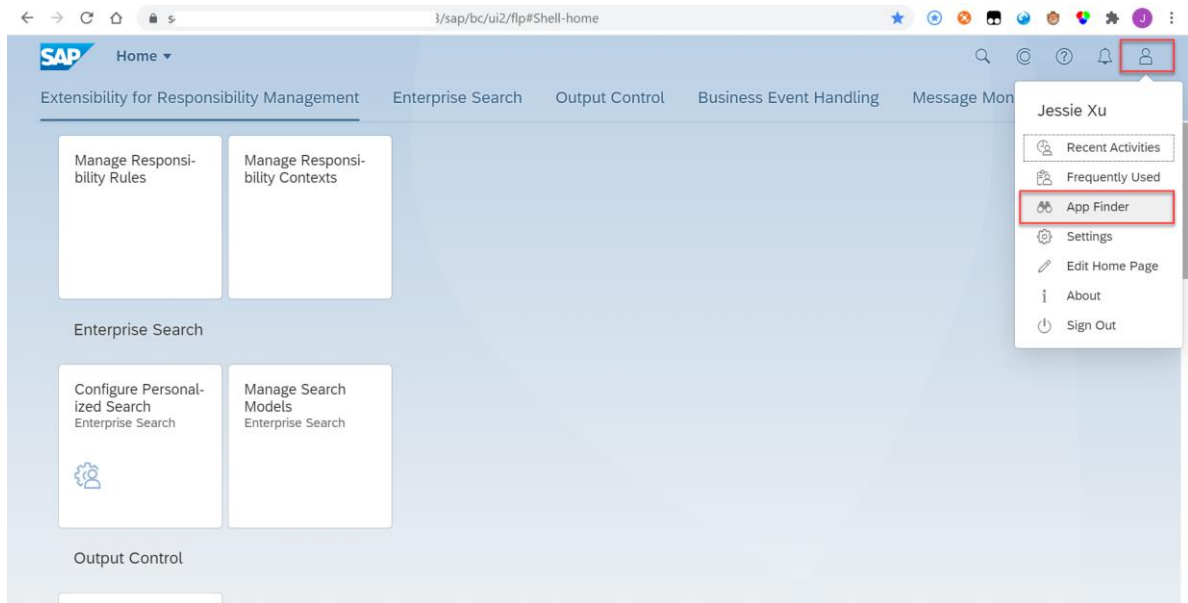 s
3/sap/bc/ui2/flp#Shell-home
J
SAP
Home
Extensibility for Responsibility Management
Enterprise Search
Output Control
Business Event Handling
Message Mon
Jessie Xu
Recent Activities
Frequently Used
App Finder
Settings
Edit Home Page
About
Sign Out
Manage Responsi-
bility Rules
Manage Responsi-
bility Contexts
Enterprise Search
Configure Personal-
ized Search
Enterprise Search
Manage Search
Models
Enterprise Search
Output Control